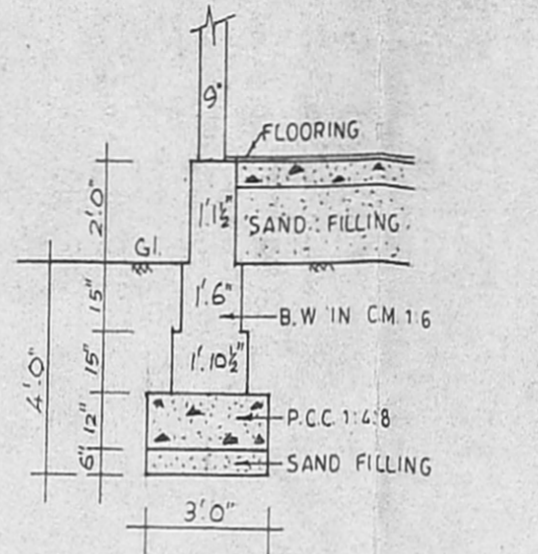 9"
FLOORING
2'.0"
1'.1½"
SAND : FILLING
Gl.
15"
1'.6"
B.W IN C.M. 1:6
4'.0"
15"
1'.10½"
12"
P.C.C. 1:4:8
6"
SAND FILLING
3'.0"